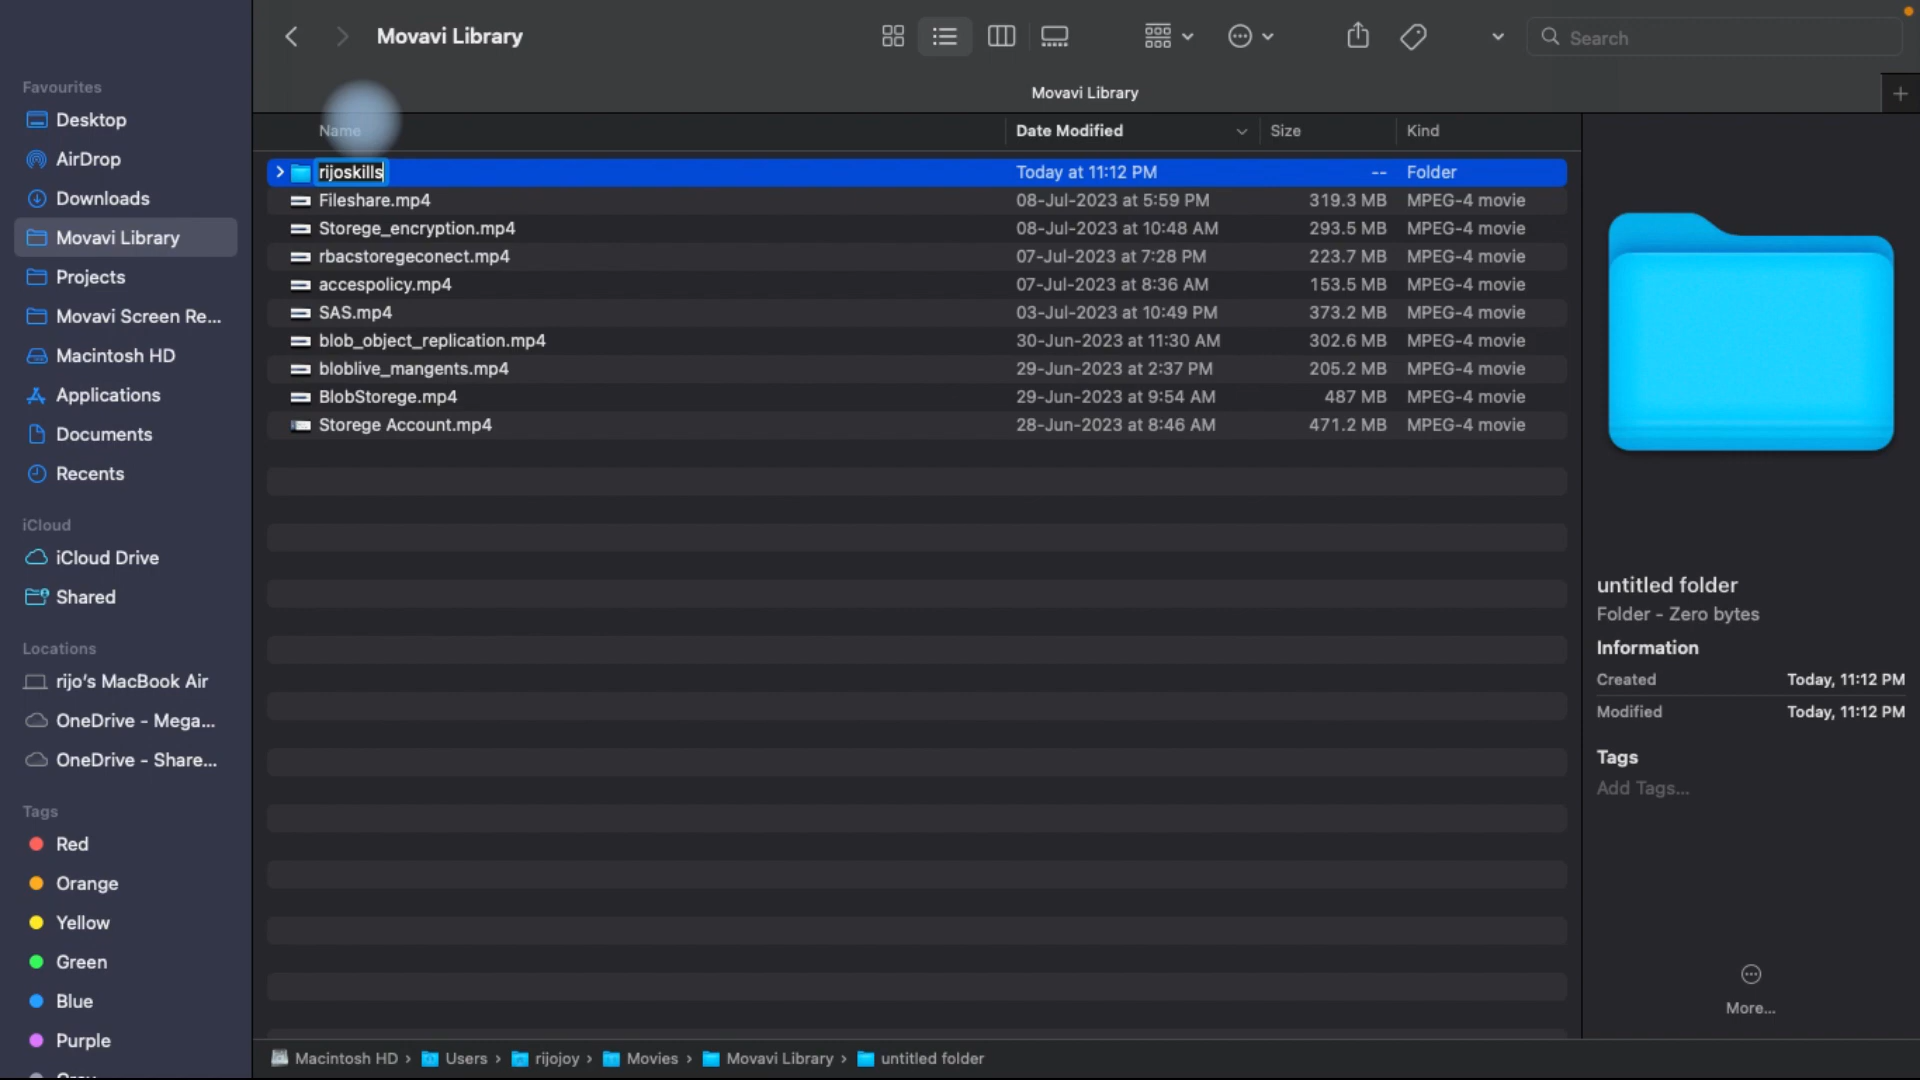 Movavi Library
Search
Movavi Library
Favourites
Desktop
AirDrop
Downloads
Movavi Library
Projects
Movavi Screen Re...
Macintosh HD
Applications
Documents
Recents
iCloud
iCloud Drive
Shared
Locations
rijo's MacBook Air
OneDrive - Mega...
OneDrive - Share...
Tags
Red
Orange
Yellow
Green
Blue
Purple
Name Date Modified Size Kind
rijoskills Today at 11:12 PM -- Folder
Fileshare.mp4 08-Jul-2023 at 5:59 PM 319.3 MB MPEG-4 movie
Storege_encryption.mp4 08-Jul-2023 at 10:48 AM 293.5 MB MPEG-4 movie
rbacstoregeconect.mp4 07-Jul-2023 at 7:28 PM 223.7 MB MPEG-4 movie
accespolicy.mp4 07-Jul-2023 at 8:36 AM 153.5 MB MPEG-4 movie
SAS.mp4 03-Jul-2023 at 10:49 PM 373.2 MB MPEG-4 movie
blob_object_replication.mp4 30-Jun-2023 at 11:30 AM 302.6 MB MPEG-4 movie
bloblive_mangents.mp4 29-Jun-2023 at 2:37 PM 205.2 MB MPEG-4 movie
BlobStorege.mp4 29-Jun-2023 at 9:54 AM 487 MB MPEG-4 movie
Storege Account.mp4 28-Jun-2023 at 8:46 AM 471.2 MB MPEG-4 movie
untitled folder
Folder - Zero bytes
Information
Created Today, 11:12 PM
Modified Today, 11:12 PM
Tags
Add Tags...
More...
Macintosh HD › Users › rijojoy › Movies › Movavi Library › untitled folder